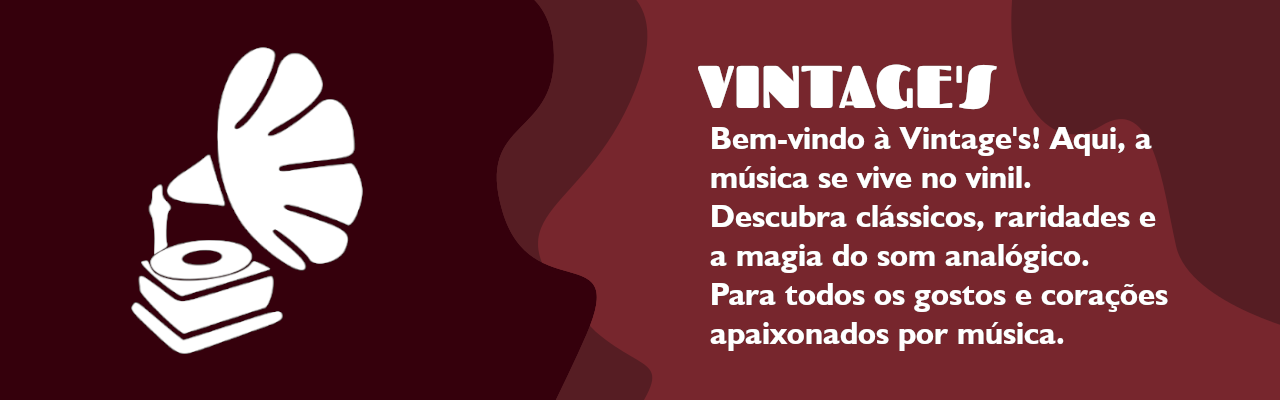 VINTAGE'S
Bem-vindo à Vintage's! Aqui, a
música se vive no vinil.
Descubra clássicos, raridades e
a magia do som analógico.
Para todos os gostos e corações
apaixonados por música.